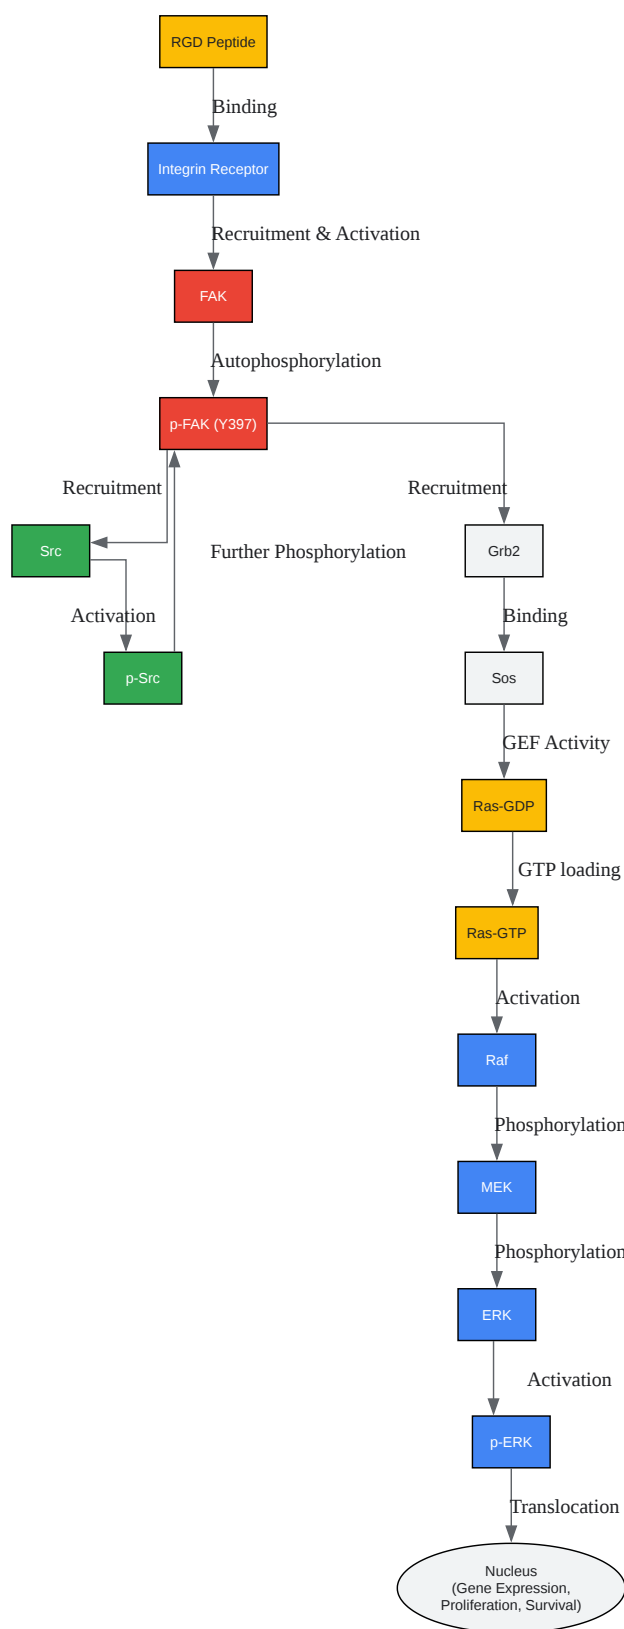 RGD Peptide
Binding
Integrin Receptor
Recruitment & Activation
FAK
Autophosphorylation
p-FAK (Y397)
Recruitment
Recruitment
Src
Further Phosphorylation
Grb2
Activation
Binding
p-Src
Sos
GEF Activity
Ras-GDP
GTP loading
Ras-GTP
Activation
Raf
Phosphorylation
MEK
Phosphorylation
ERK
Activation
p-ERK
Translocation
Nucleus
(Gene Expression,
Proliferation, Survival)